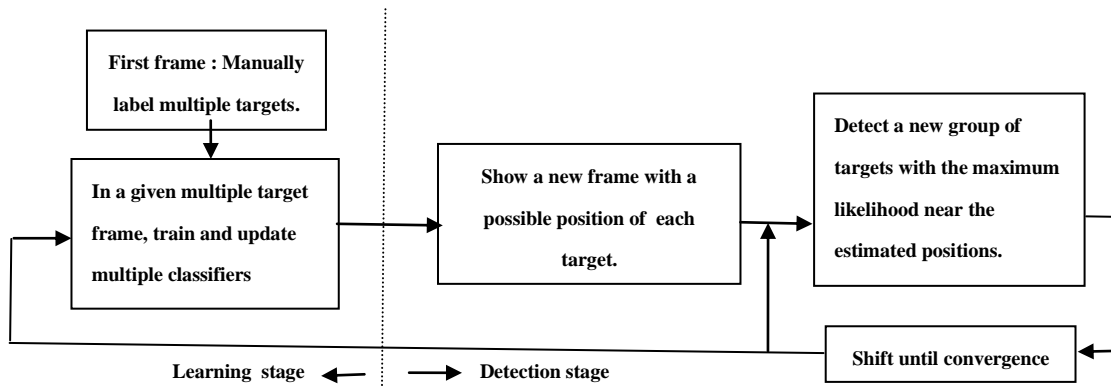 First frame : Manually
label multiple targets.
In a given multiple target
frame, train and update
multiple classifiers
Show a new frame with a
possible position of each
target.
Detect a new group of
targets with the maximum
likelihood near the
estimated positions.
Shift until convergence
Learning stage
Detection stage